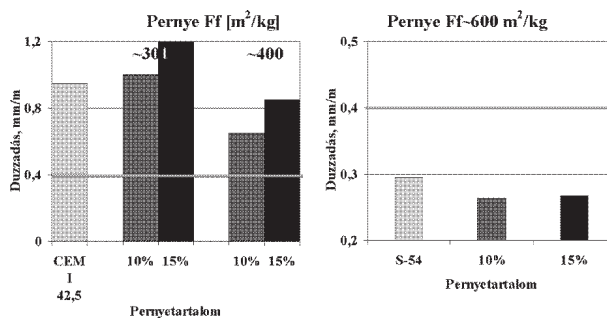 Pernye Ff [m²/kg]
1,2
0,8
0,4
0
Duzzadás, mm/m
~300
~400
CEM
I
42,5
10% 15% 10% 15%
Pernyetartalom
Pernye Ff~600 m²/kg
0,5
0,4
0,3
0,2
Duzzadás, mm/m
S-54 10% 15%
Pernyetartalom